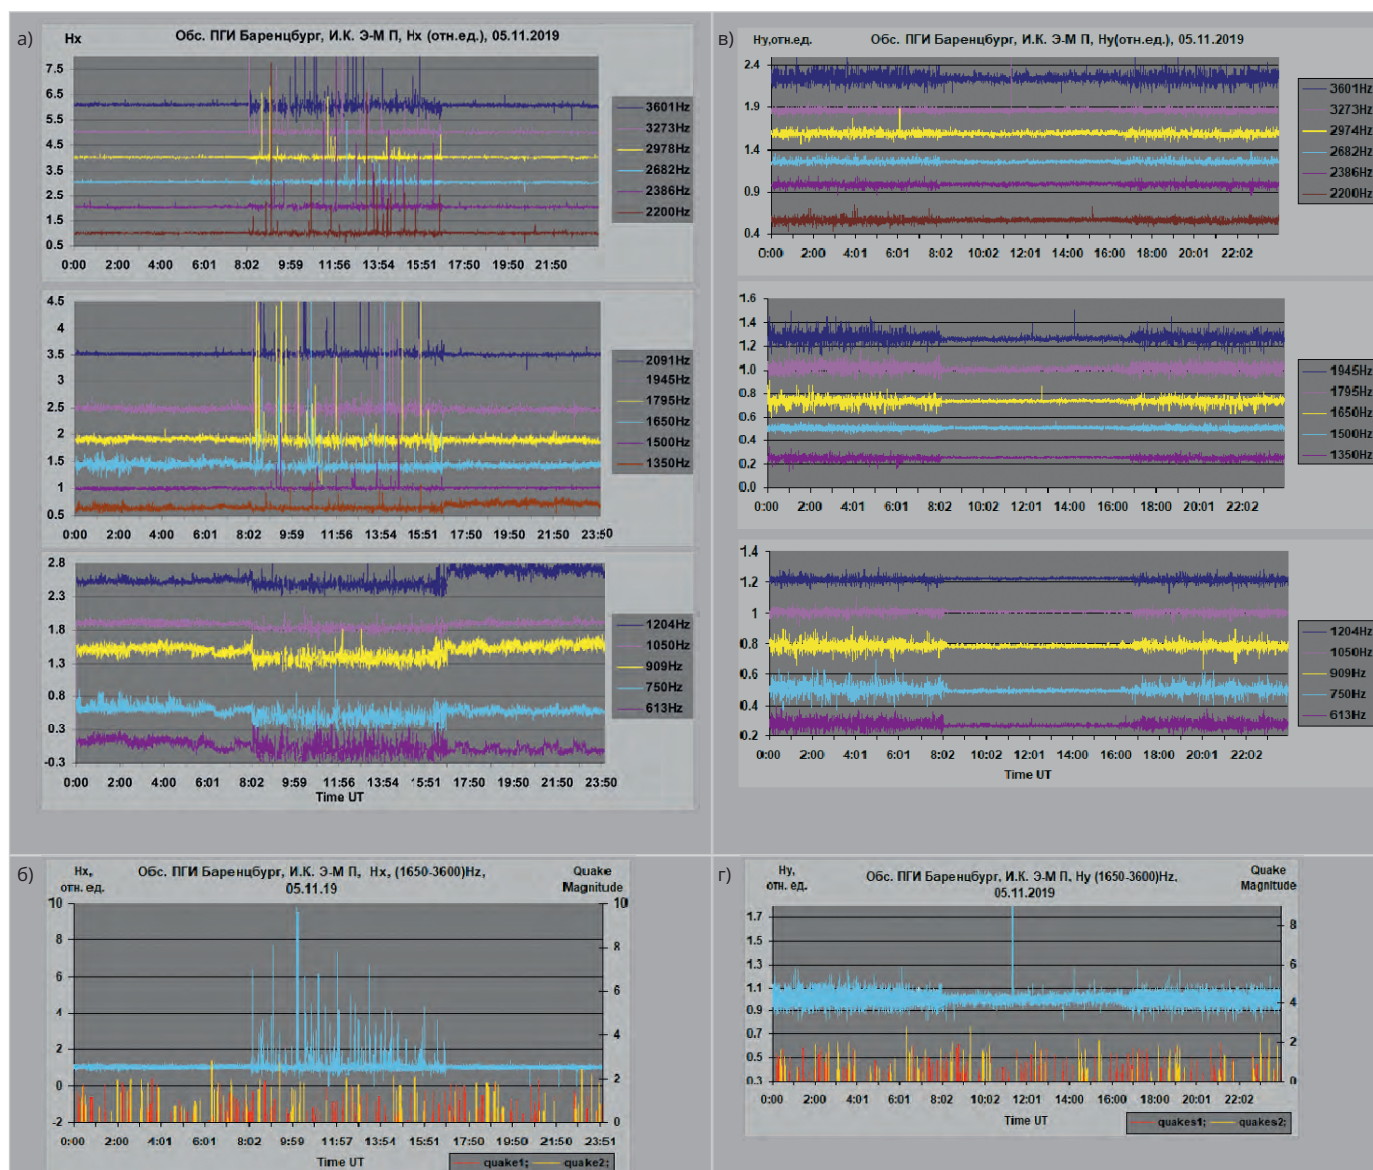 а)
Нх
Обс. ПГИ Баренцбург, И.К. Э-М П, Нх (отн.ед.), 05.11.2019
7.5
6.5
5.5
4.5
3.5
2.5
1.5
0.5
3601Hz
3273Hz
2978Hz
2682Hz
2386Hz
2200Hz
0:00 2:00 4:00 6:01 8:02 9:59 11:56 13:54 15:51 17:50 19:50 21:50
4.5
4
3.5
3
2.5
2
1.5
1
0.5
2091Hz
1945Hz
1795Hz
1650Hz
1500Hz
1350Hz
0:00 2:00 4:00 6:01 8:02 9:59 11:56 13:54 15:51 17:50 19:50 21:50 23:50
2.8
2.3
1.8
1.3
0.8
0.3
-0.3
1204Hz
1050Hz
909Hz
750Hz
613Hz
0:00 2:00 4:00 6:01 8:02 9:59 11:56 13:54 15:51 17:50 19:50 21:50 23:50
Time UT
в)
Ну,отн.ед.
Обс. ПГИ Баренцбург, И.К. Э-М П, Ну(отн.ед.), 05.11.2019
2.4
1.9
1.4
0.9
0.4
3601Hz
3273Hz
2974Hz
2682Hz
2386Hz
2200Hz
0:00 2:00 4:01 6:01 8:02 10:02 12:01 14:01 16:00 18:00 20:01 22:02
1.6
1.4
1.2
1.0
0.8
0.6
0.4
0.2
0.0
1945Hz
1795Hz
1650Hz
1500Hz
1350Hz
0:00 2:00 4:01 6:01 8:02 10:02 12:01 14:01 16:00 18:00 20:01 22:02
1.4
1.2
1
0.8
0.6
0.4
0.2
1204Hz
1050Hz
909Hz
750Hz
613Hz
0:00 2:00 4:01 6:01 8:02 10:02 12:01 14:00 16:00 18:00 20:01 22:02
Time UT
б)
Нх,
отн. ед.
Обс. ПГИ Баренцбург, И.К. Э-М П, Нх, (1650-3600)Hz,
05.11.19
Quake
Magnitude
10
8
6
4
2
0
-2
10
8
6
4
2
0
0:00 2:00 4:01 6:01 8:02 9:59 11:57 13:54 15:51 17:50 19:50 21:50 23:51
Time UT
quake1; quake2;
г)
Ну,
отн. ед.
Обс. ПГИ Баренцбург, И.К. Э-М П, Ну (1650-3600)Hz,
05.11.2019
Quake
Magnitude
1.7
1.5
1.3
1.1
0.9
0.7
0.5
0.3
8
6
4
2
0
0:00 2:00 4:01 6:01 8:02 10:02 12:01 14:01 16:00 18:00 20:01 22:02
Time UT
quakes1; quakes2;